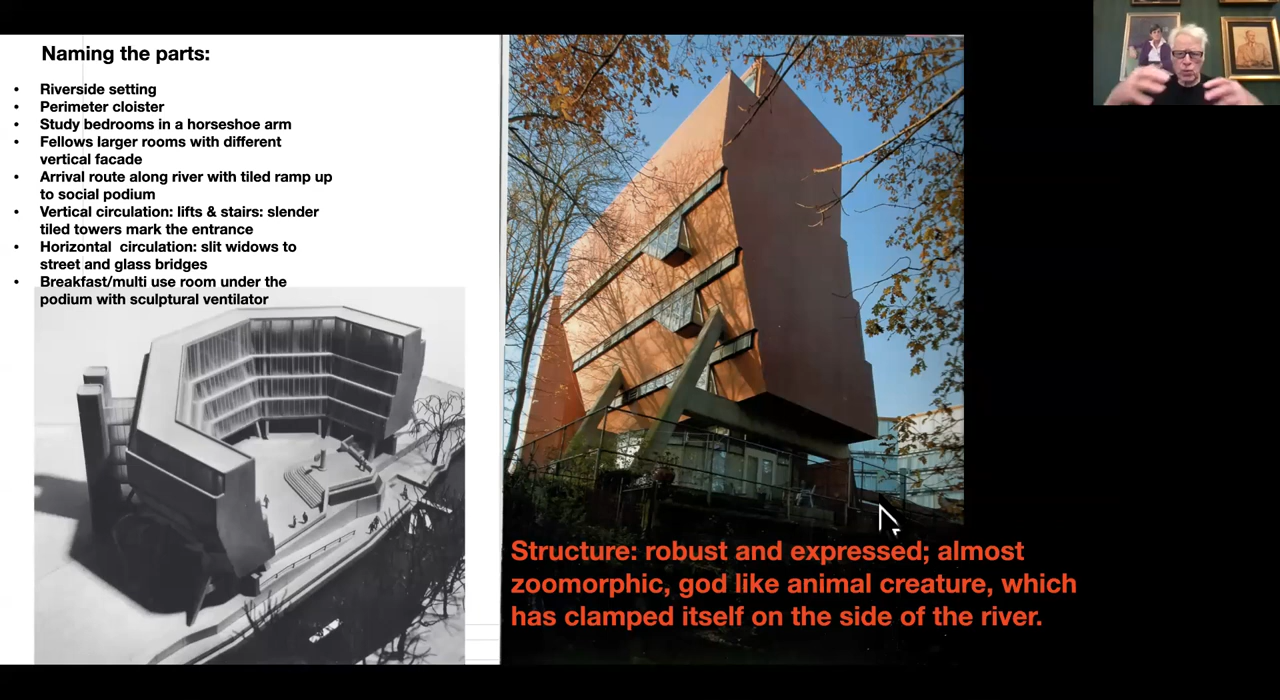 Naming the parts:
• Riverside setting
• Perimeter cloister
• Study bedrooms in a horseshoe arm
• Fellows larger rooms with different
vertical facade
• Arrival route along river with tiled ramp up
to social podium
• Vertical circulation: lifts & stairs: slender
tiled towers mark the entrance
• Horizontal circulation: slit widows to
street and glass bridges
• Breakfast/multi use room under the
podium with sculptural ventilator
Structure: robust and expressed; almost
zoomorphic, god like animal creature, which
has clamped itself on the side of the river.